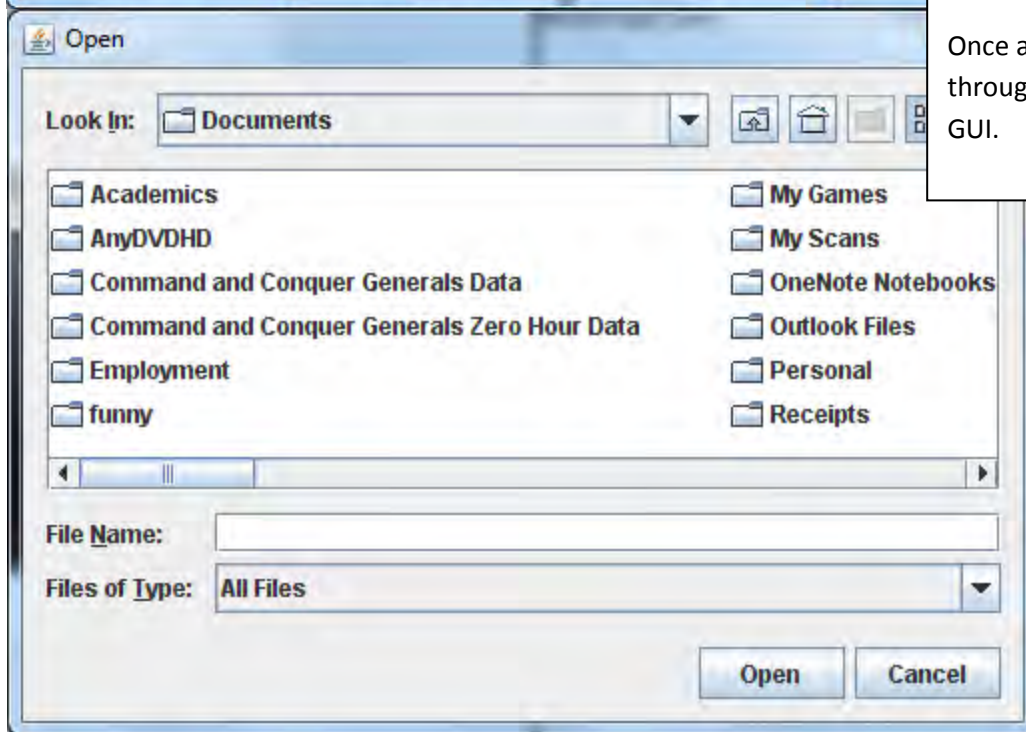 Open
Once a
throug
GUI.
Look In: Documents
Academics
AnyDVDHD
Command and Conquer Generals Data
Command and Conquer Generals Zero Hour Data
Employment
funny
My Games
My Scans
OneNote Notebooks
Outlook Files
Personal
Receipts
File Name:
Files of Type: All Files
Open Cancel